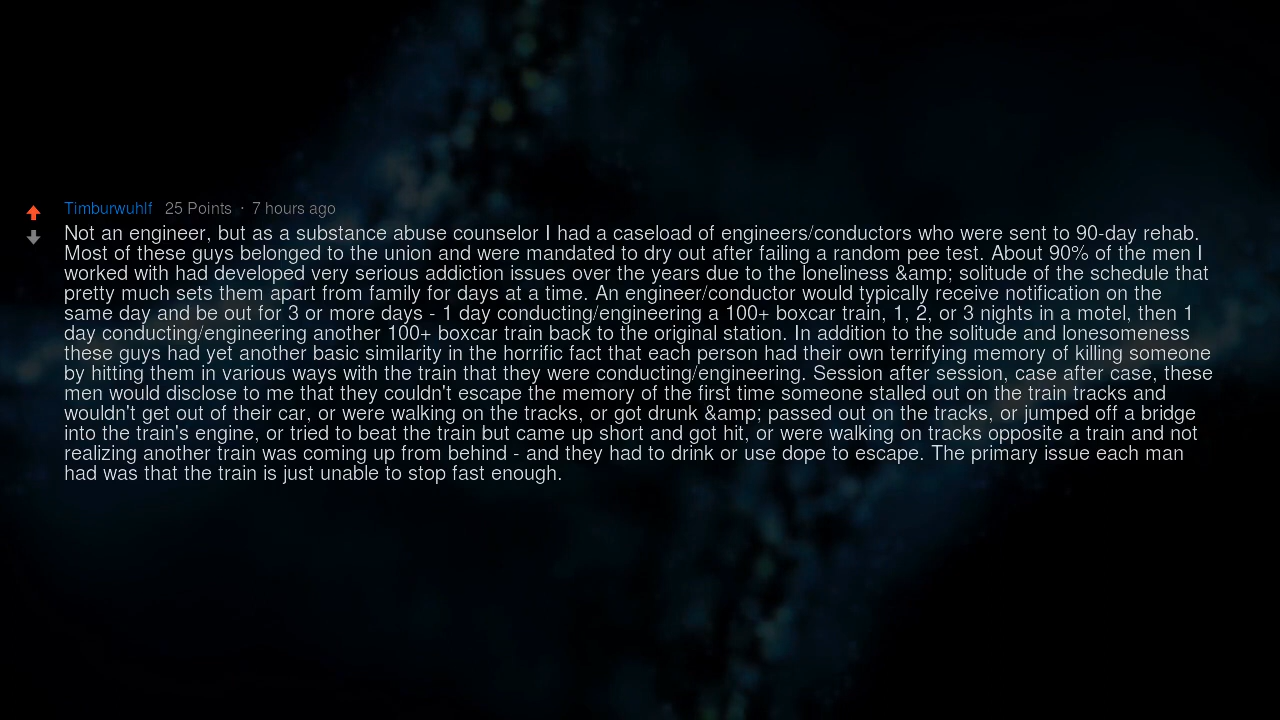 Timburwuhlf 25 Points · 7 hours ago
Not an engineer, but as a substance abuse counselor I had a caseload of engineers/conductors who were sent to 90-day rehab.
Most of these guys belonged to the union and were mandated to dry out after failing a random pee test. About 90% of the men I
worked with had developed very serious addiction issues over the years due to the loneliness &amp; solitude of the schedule that
pretty much sets them apart from family for days at a time. An engineer/conductor would typically receive notification on the
same day and be out for 3 or more days - 1 day conducting/engineering a 100+ boxcar train, 1, 2, or 3 nights in a motel, then 1
day conducting/engineering another 100+ boxcar train back to the original station. In addition to the solitude and lonesomeness
these guys had yet another basic similarity in the horrific fact that each person had their own terrifying memory of killing someone
by hitting them in various ways with the train that they were conducting/engineering. Session after session, case after case, these
men would disclose to me that they couldn't escape the memory of the first time someone stalled out on the train tracks and
wouldn't get out of their car, or were walking on the tracks, or got drunk &amp; passed out on the tracks, or jumped off a bridge
into the train's engine, or tried to beat the train but came up short and got hit, or were walking on tracks opposite a train and not
realizing another train was coming up from behind - and they had to drink or use dope to escape. The primary issue each man
had was that the train is just unable to stop fast enough.